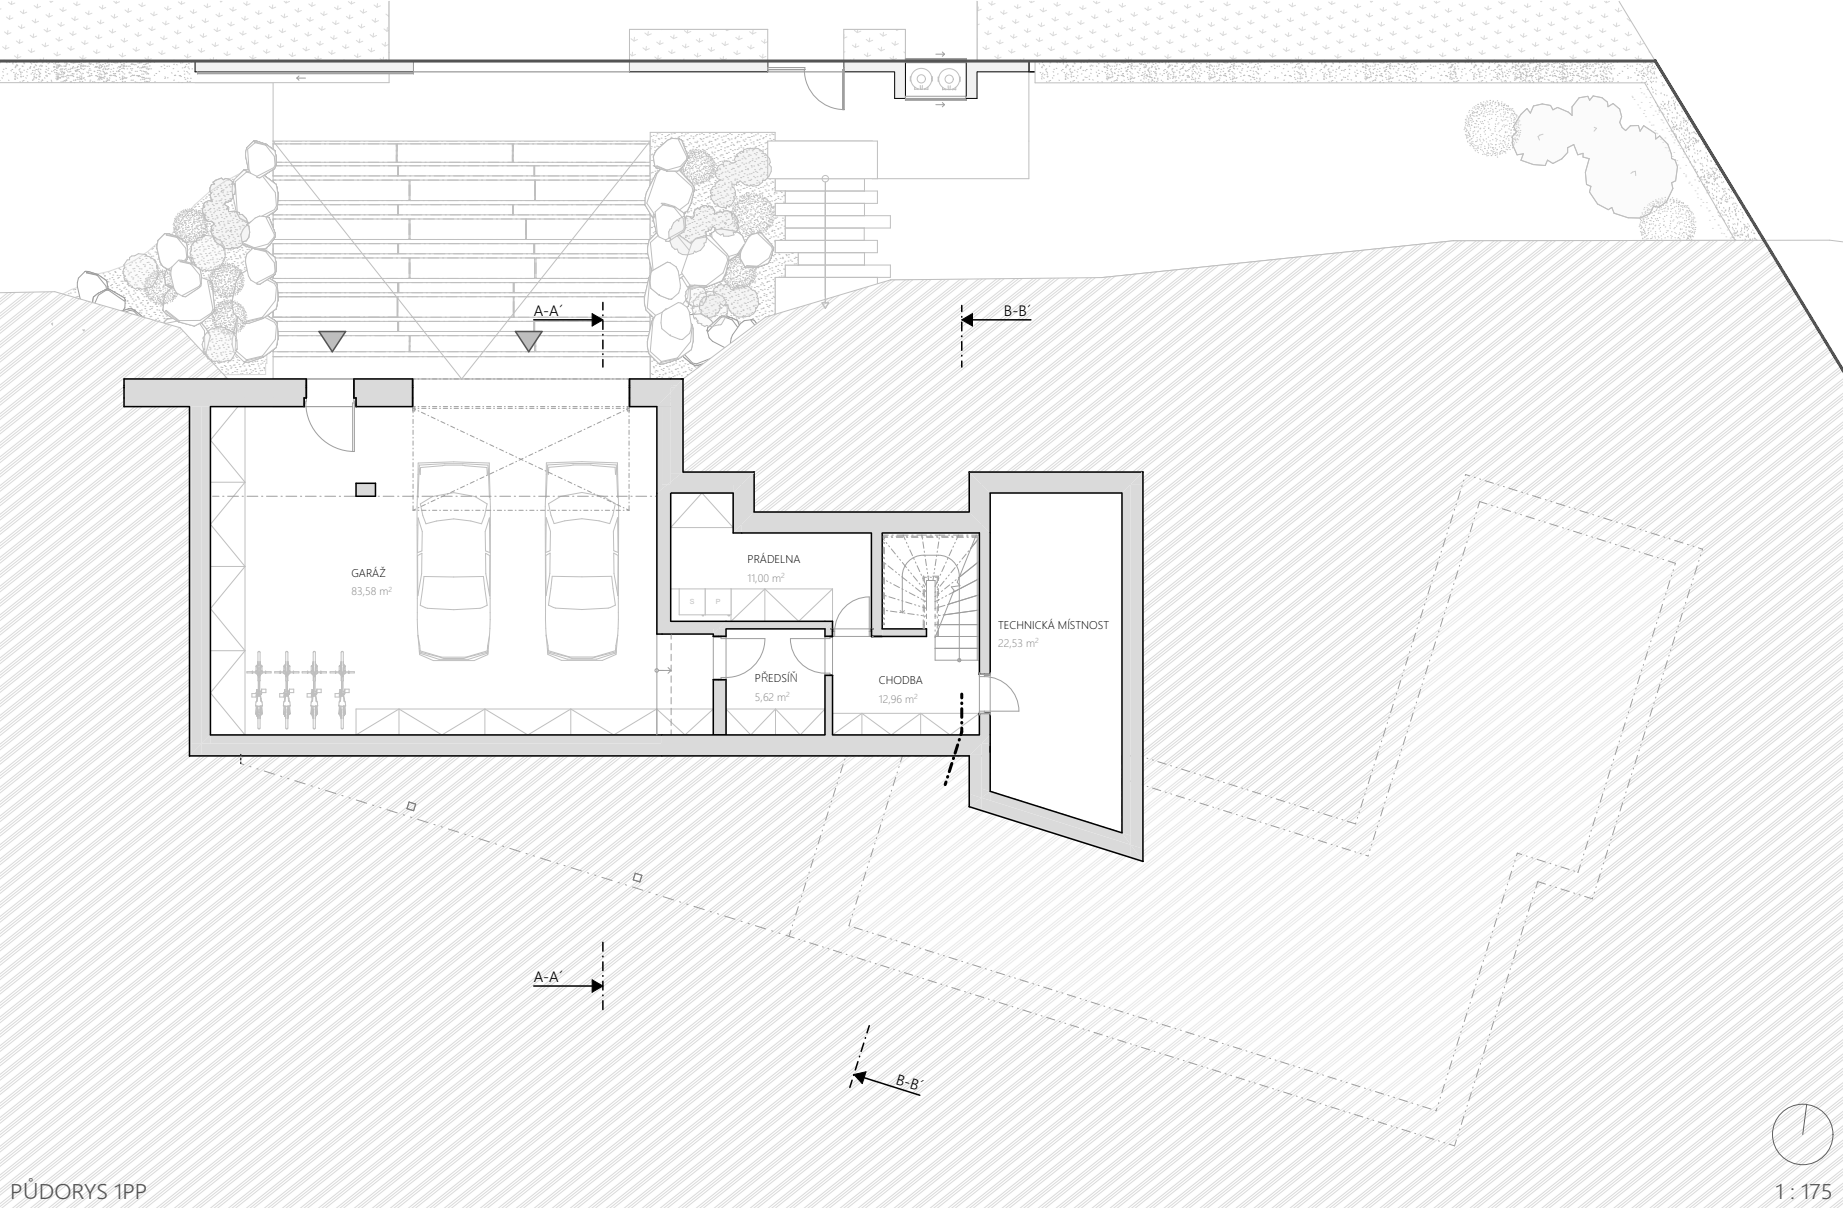 A-A´
B-B´
PRÁDELNA
11,00 m²
GARÁŽ
83,58 m²
S P
TECHNICKÁ MÍSTNOST
22,53 m²
PŘEDSÍŇ
5,62 m²
CHODBA
12,96 m²
A-A´
B-B´
PŮDORYS 1PP
1 : 175